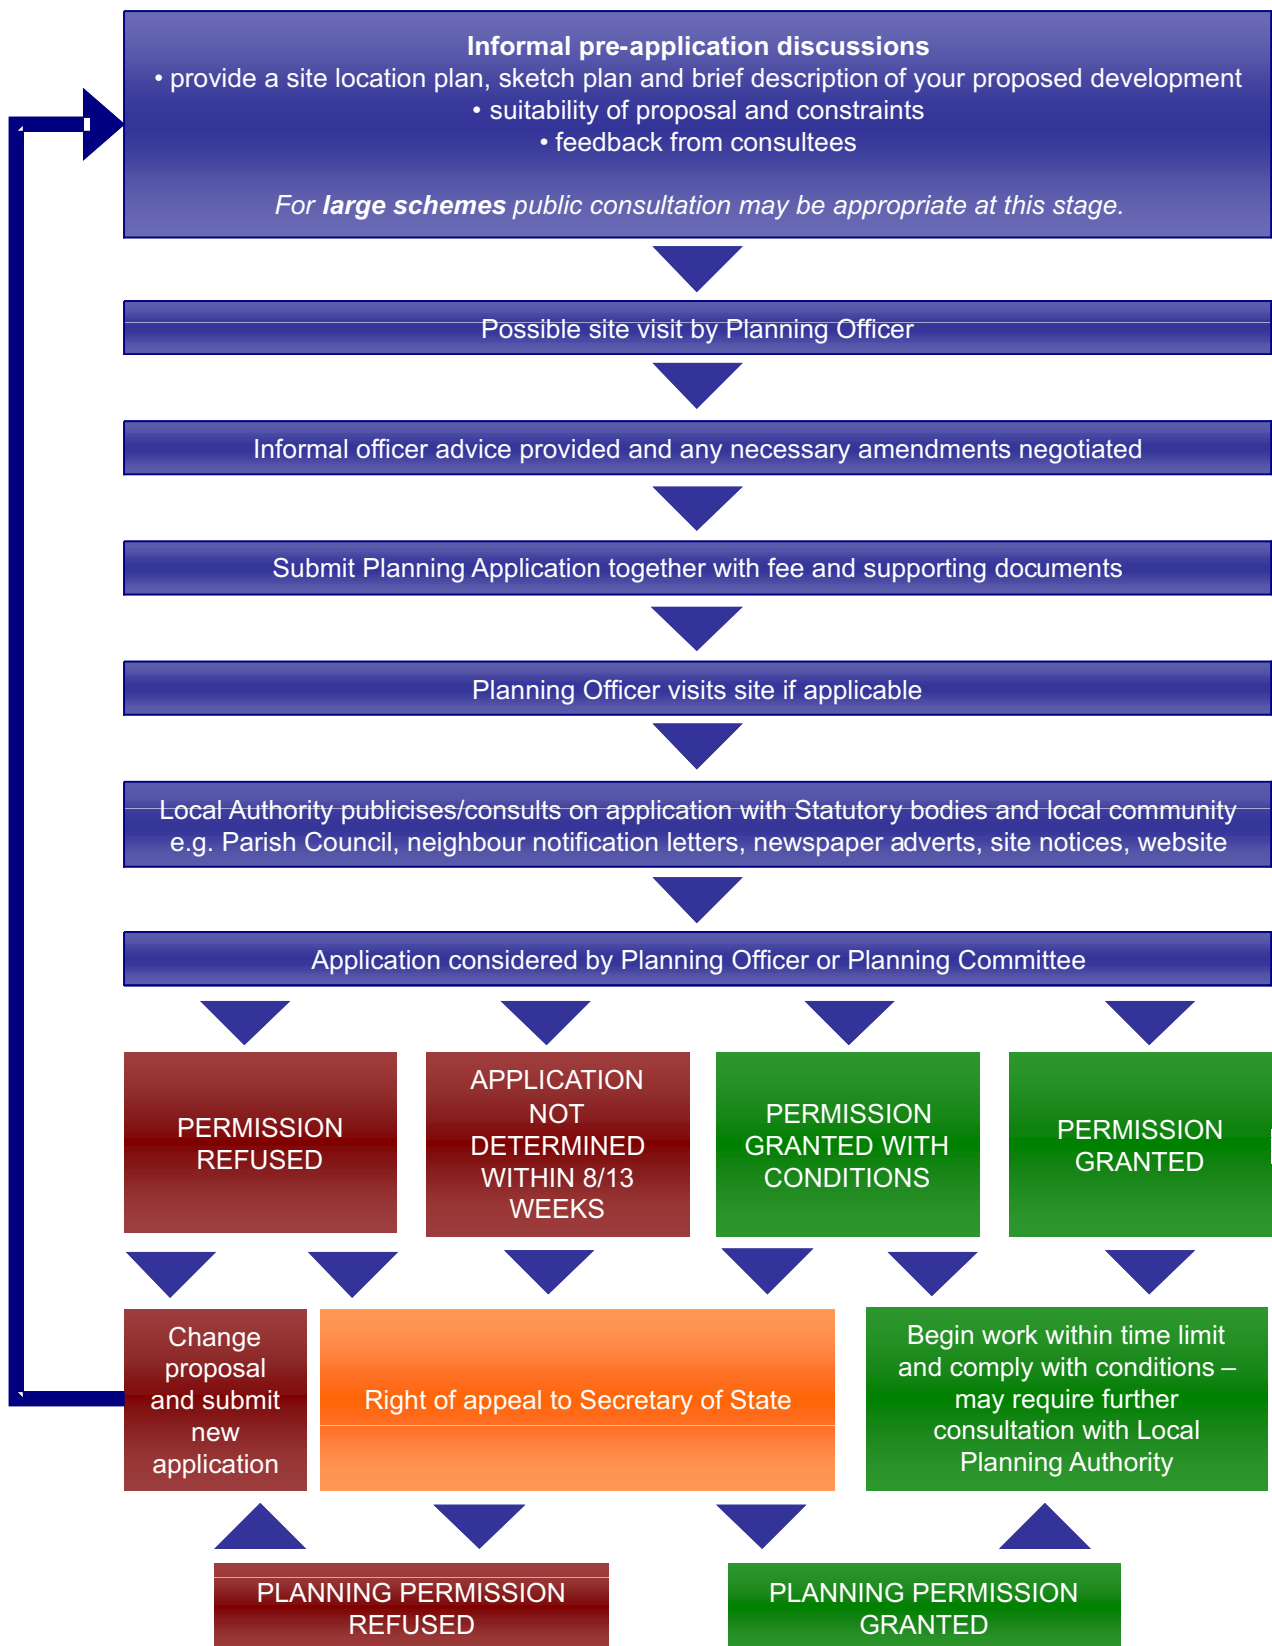 Informal pre-application discussions
• provide a site location plan, sketch plan and brief description of your proposed development
• suitability of proposal and constraints
• feedback from consultees
For large schemes public consultation may be appropriate at this stage.
Possible site visit by Planning Officer
Informal officer advice provided and any necessary amendments negotiated
Submit Planning Application together with fee and supporting documents
Planning Officer visits site if applicable
Local Authority publicises/consults on application with Statutory bodies and local community
e.g. Parish Council, neighbour notification letters, newspaper adverts, site notices, website
Application considered by Planning Officer or Planning Committee
PERMISSION
REFUSED
APPLICATION
NOT
DETERMINED
WITHIN 8/13
WEEKS
PERMISSION
GRANTED WITH
CONDITIONS
PERMISSION
GRANTED
Change
proposal
and submit
new
application
Right of appeal to Secretary of State
Begin work within time limit
and comply with conditions –
may require further
consultation with Local
Planning Authority
PLANNING PERMISSION
REFUSED
PLANNING PERMISSION
GRANTED